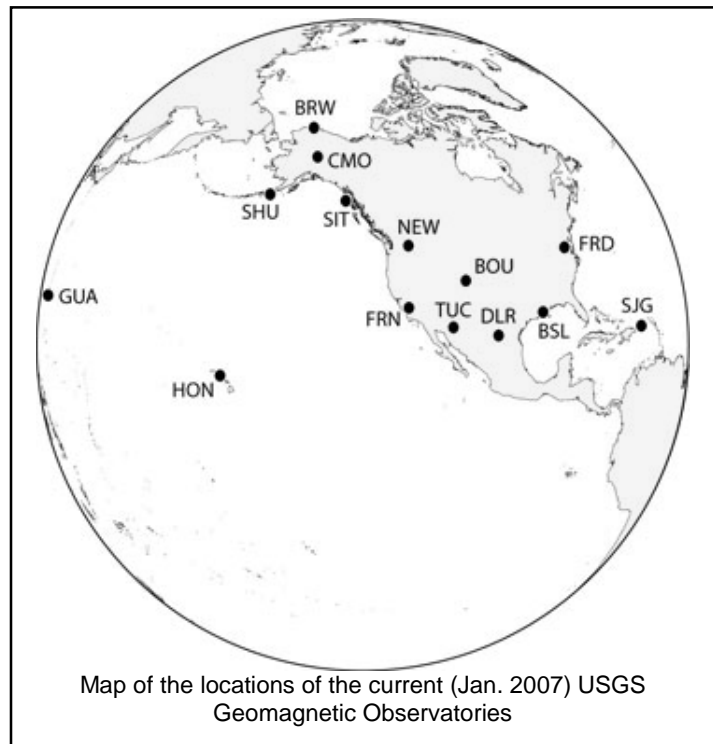 BRW
CMO
SHU
SIT
NEW
FRD
BOU
GUA
FRN
TUC
DLR
BSL
SJG
HON
Map of the locations of the current (Jan. 2007) USGS
Geomagnetic Observatories